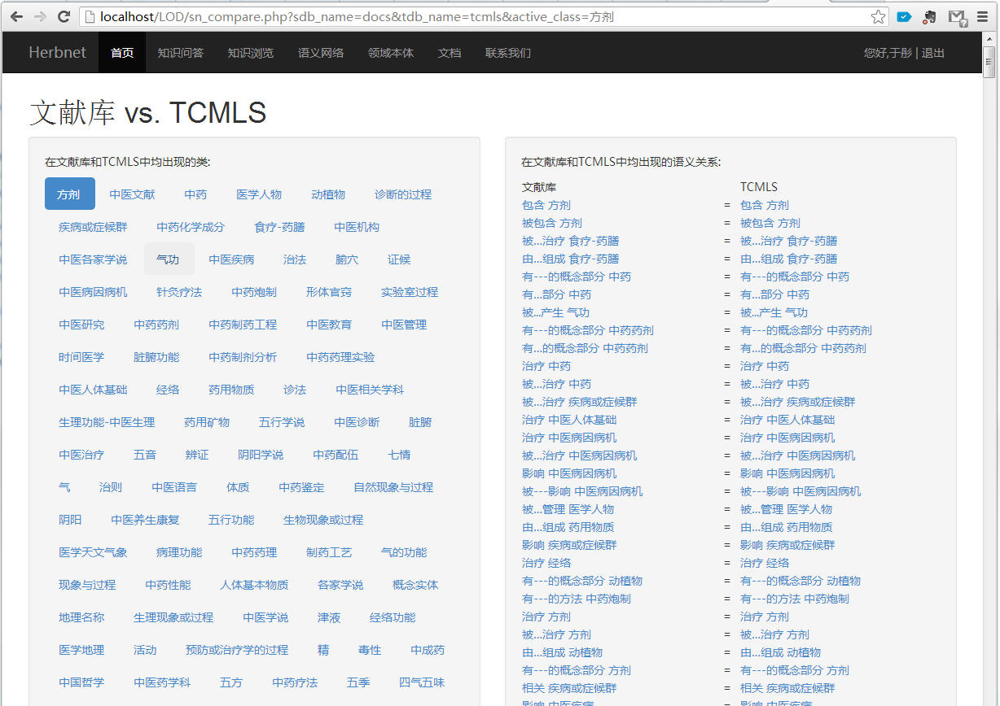 localhost/LOD/sn_compare.php?sdb_name=docs&tdb_name=tcmls&active_class=方剂
Herbnet 首页 知识问答 知识浏览 语义网络 领域本体 文档 联系我们 您好,于彤 | 退出
文献库 vs. TCMLS
在文献库和TCMLS中均出现的类:
方剂 中医文献 中药 医学人物 动植物 诊断的过程
疾病或症候群 中药化学成分 食疗-药膳 中医机构
中医各家学说 气功 中医疾病 治法 腧穴 证候
中医病因病机 针灸疗法 中药炮制 形体官窍 实验室过程
中医研究 中药药剂 中药制药工程 中医教育 中医管理
时间医学 脏腑功能 中药制剂分析 中药药理实验
中医人体基础 经络 药用物质 诊法 中医相关学科
生理功能-中医生理 药用矿物 五行学说 中医诊断 脏腑
中医治疗 五音 辨证 阴阳学说 中药配伍 七情
气 治则 中医语言 体质 中药鉴定 自然现象与过程
阴阳 中医养生康复 五行功能 生物现象或过程
医学天文气象 病理功能 中药药理 制药工艺 气的功能
现象与过程 中药性能 人体基本物质 各家学说 概念实体
地理名称 生理现象或过程 中医学说 津液 经络功能
医学地理 活动 预防或治疗学的过程 精 毒性 中成药
中国哲学 中医药学科 五方 中药疗法 五季 四气五味
在文献库和TCMLS中均出现的语义关系:
文献库 TCMLS
包含 方剂 = 包含 方剂
被包含 方剂 = 被包含 方剂
被...治疗 食疗-药膳 = 被...治疗 食疗-药膳
由...组成 食疗-药膳 = 由...组成 食疗-药膳
有---的概念部分 中药 = 有---的概念部分 中药
有...部分 中药 = 有...部分 中药
被...产生 气功 = 被...产生 气功
有---的概念部分 中药药剂 = 有---的概念部分 中药药剂
有...的概念部分 中药药剂 = 有...的概念部分 中药药剂
治疗 中药 = 治疗 中药
被...治疗 中药 = 被...治疗 中药
被...治疗 疾病或症候群 = 被...治疗 疾病或症候群
治疗 中医人体基础 = 治疗 中医人体基础
治疗 中医病因病机 = 治疗 中医病因病机
被...治疗 中医病因病机 = 被...治疗 中医病因病机
影响 中医病因病机 = 影响 中医病因病机
被---影响 中医病因病机 = 被---影响 中医病因病机
被...管理 医学人物 = 被...管理 医学人物
由...组成 药用物质 = 由...组成 药用物质
影响 疾病或症候群 = 影响 疾病或症候群
治疗 经络 = 治疗 经络
有---的概念部分 动植物 = 有---的概念部分 动植物
有---的方法 中药炮制 = 有---的方法 中药炮制
治疗 方剂 = 治疗 方剂
被...治疗 方剂 = 被...治疗 方剂
由...组成 动植物 = 由...组成 动植物
有---的概念部分 方剂 = 有---的概念部分 方剂
相关 疾病或症候群 = 相关 疾病或症候群
影响 中医疾病 = 影响 中医疾病